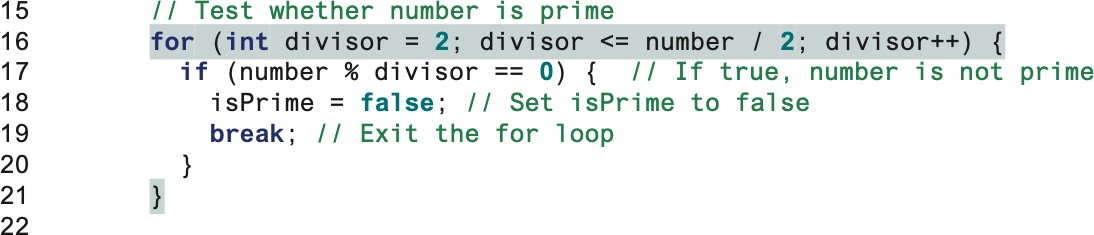 15 // Test whether number is prime
16 for (int divisor = 2; divisor <= number / 2; divisor++) {
17 if (number % divisor == 0) { // If true, number is not prime
18 isPrime = false; // Set isPrime to false
19 break; // Exit the for loop
20 }
21 }
22